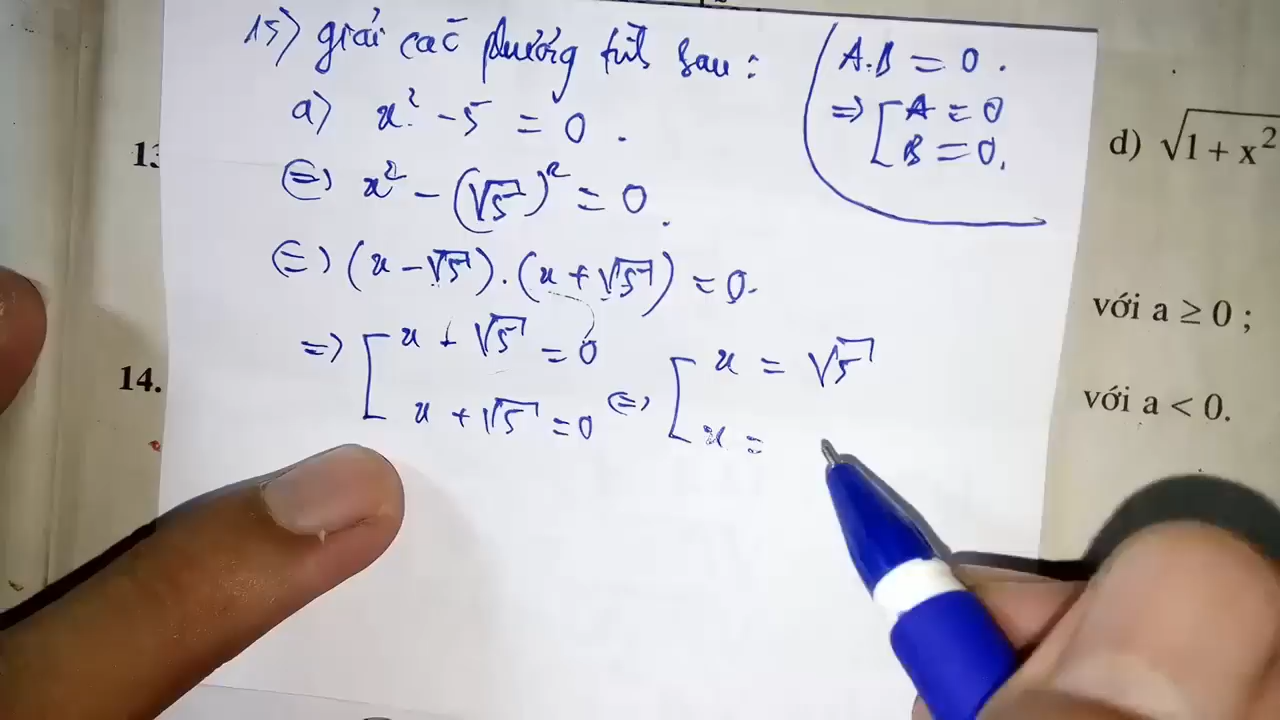 15) giải các phương trình sau :
a) x² - 5 = 0 .
⇔ x² - (√5)² = 0 .
⇔ (x - √5) . (x + √5) = 0.
⇒ [ x + √5 = 0
x + √5 = 0 ⇔ [ x = √5
x =
A.B = 0 .
⇒ [ A = 0
B = 0.
13
14.
d) √1 + x²
với a ≥ 0 ;
với a < 0.